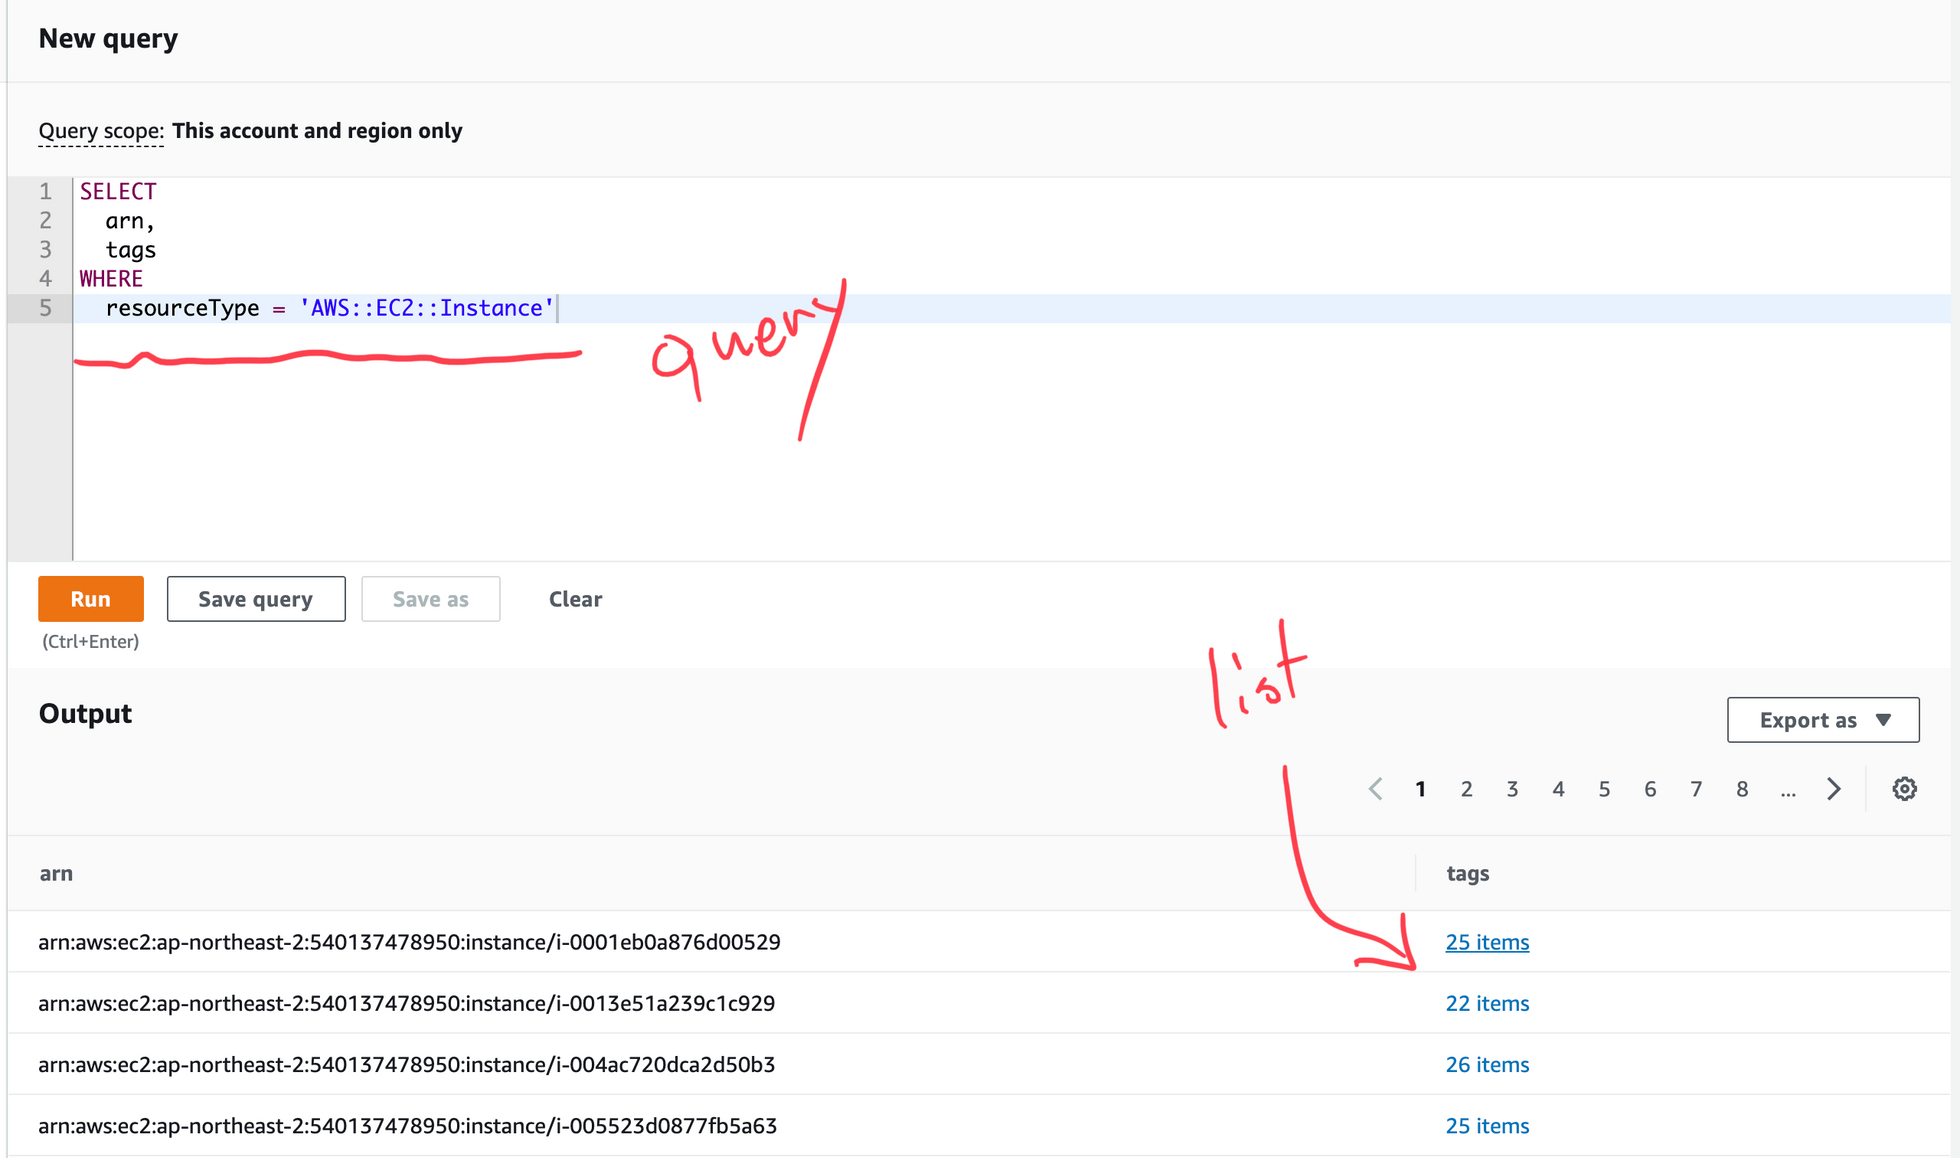 New query
Query scope: This account and region only
1 SELECT
2 arn,
3 tags
4 WHERE
5 resourceType = 'AWS::EC2::Instance'
query
Run Save query Save as Clear
(Ctrl+Enter)
list
Output
Export as
1 2 3 4 5 6 7 8 ...
arn tags
arn:aws:ec2:ap-northeast-2:540137478950:instance/i-0001eb0a876d00529 25 items
arn:aws:ec2:ap-northeast-2:540137478950:instance/i-0013e51a239c1c929 22 items
arn:aws:ec2:ap-northeast-2:540137478950:instance/i-004ac720dca2d50b3 26 items
arn:aws:ec2:ap-northeast-2:540137478950:instance/i-005523d0877fb5a63 25 items